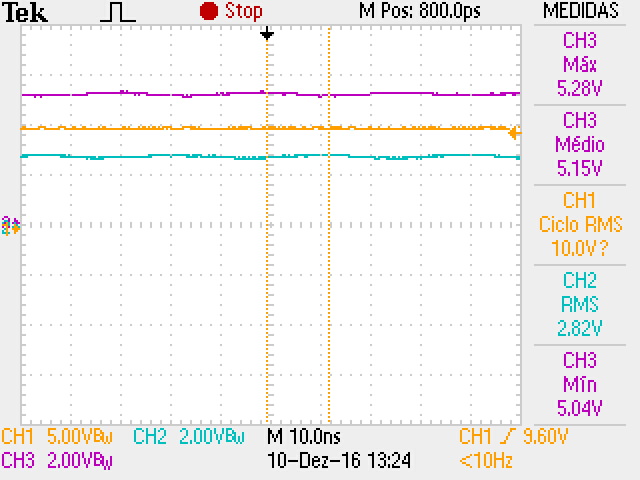 Tek Stop M Pos: 800.0ps MEDIDAS
CH3
Máx
5.28V
CH3
Médio
5.15V
CH1
Ciclo RMS
10.0V?
CH2
RMS
2.82V
CH3
Mín
5.04V
CH1 5.00VBw CH2 2.00VBw M 10.0ns CH1 9.60V
CH3 2.00VBw 10-Dez-16 13:24 <10Hz